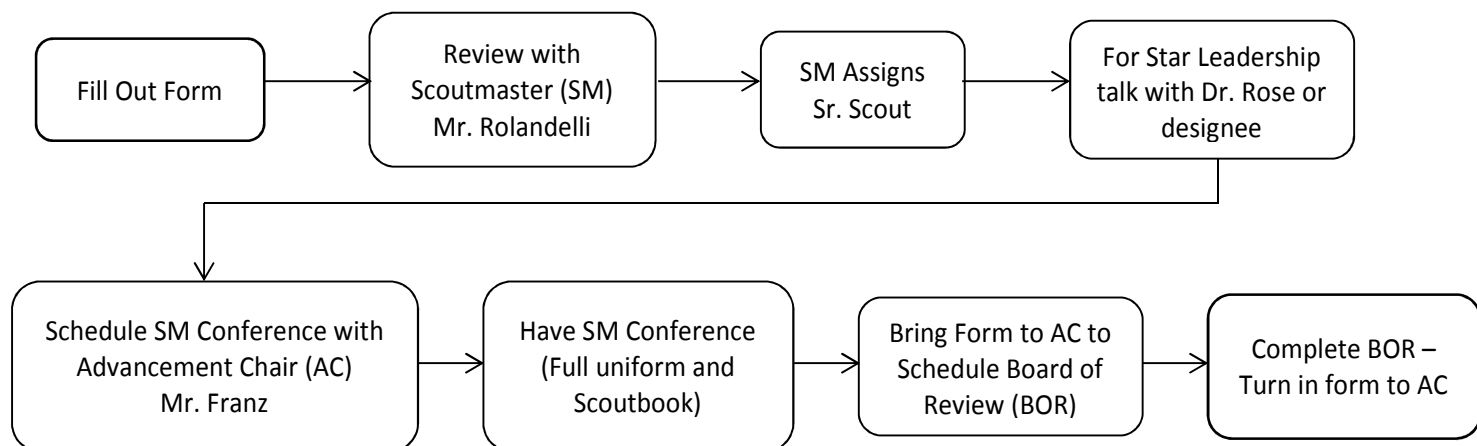 Fill Out Form
Review with
Scoutmaster (SM)
Mr. Rolandelli
SM Assigns
Sr. Scout
For Star Leadership
talk with Dr. Rose or
designee
Schedule SM Conference with
Advancement Chair (AC)
Mr. Franz
Have SM Conference
(Full uniform and
Scoutbook)
Bring Form to AC to
Schedule Board of
Review (BOR)
Complete BOR –
Turn in form to AC